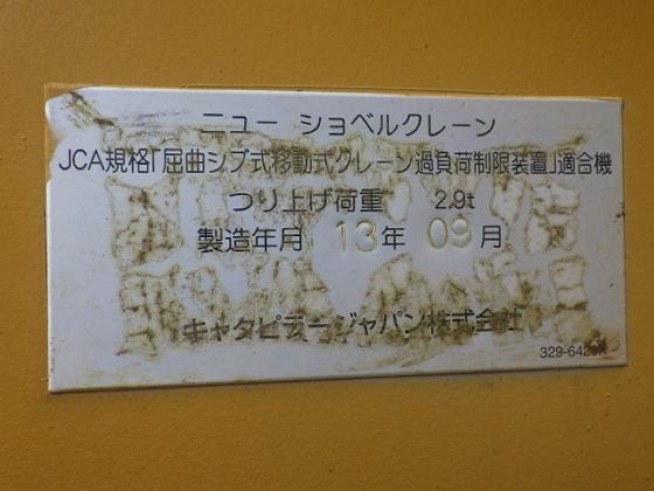 ニュー ショベルクレーン
JCA規格「屈曲ジブ式移動式クレーン過負荷制限装置」適合機
つり上げ荷重 2.9t
製造年月 13年 09月
キャタピラージャパン株式会社